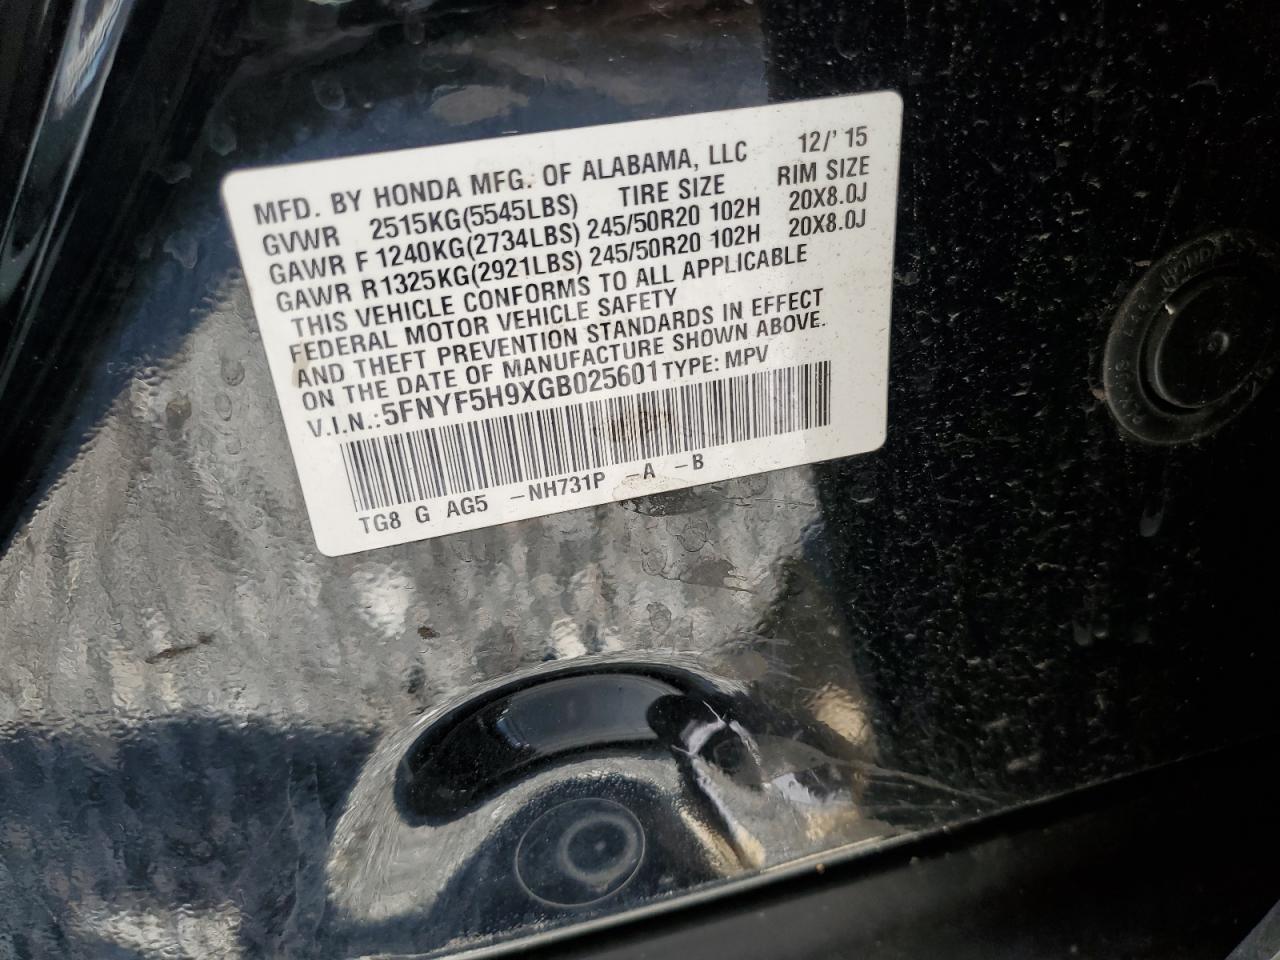 MFD. BY HONDA MFG. OF ALABAMA, LLC 12/'15
GVWR 2515KG(5545LBS) TIRE SIZE RIM SIZE
GAWR F 1240KG(2734LBS) 245/50R20 102H 20X8.0J
GAWR R1325KG(2921LBS) 245/50R20 102H 20X8.0J
THIS VEHICLE CONFORMS TO ALL APPLICABLE
FEDERAL MOTOR VEHICLE SAFETY
AND THEFT PREVENTION STANDARDS IN EFFECT
ON THE DATE OF MANUFACTURE SHOWN ABOVE.
V.I.N.:5FNYF5H9XGB025601 TYPE: MPV
TG8 G AG5 -NH731P -A -B
HONDA